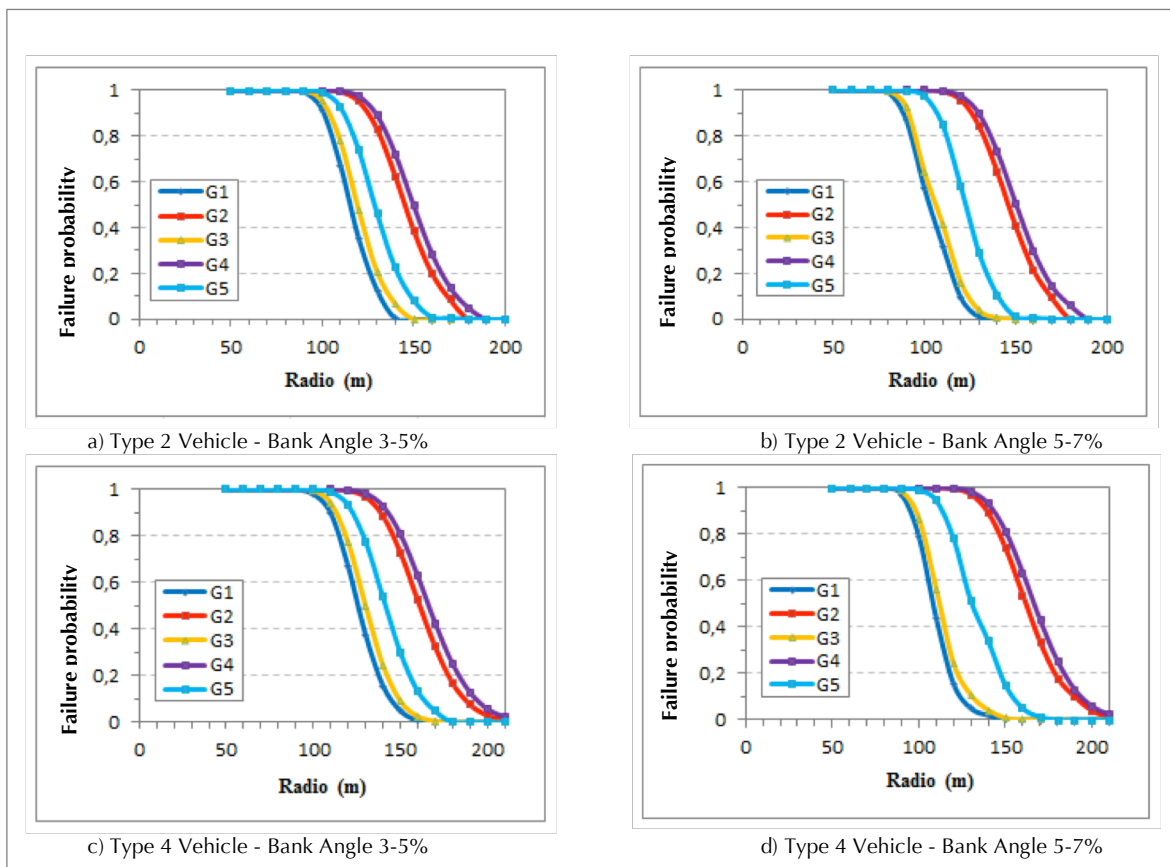 1
0,8
0,6
0,4
0,2
0
Failure probability
G1
G2
G3
G4
G5
0 50 100 150 200
Radio (m)
a) Type 2 Vehicle - Bank Angle 3-5%
1
0,8
0,6
0,4
0,2
0
Failure probability
G1
G2
G3
G4
G5
0 50 100 150 200
Radio (m)
b) Type 2 Vehicle - Bank Angle 5-7%
1
0,8
0,6
0,4
0,2
0
Failure probability
G1
G2
G3
G4
G5
0 50 100 150 200
Radio (m)
c) Type 4 Vehicle - Bank Angle 3-5%
1
0,8
0,6
0,4
0,2
0
Failure probability
G1
G2
G3
G4
G5
0 50 100 150 200
Radio (m)
d) Type 4 Vehicle - Bank Angle 5-7%